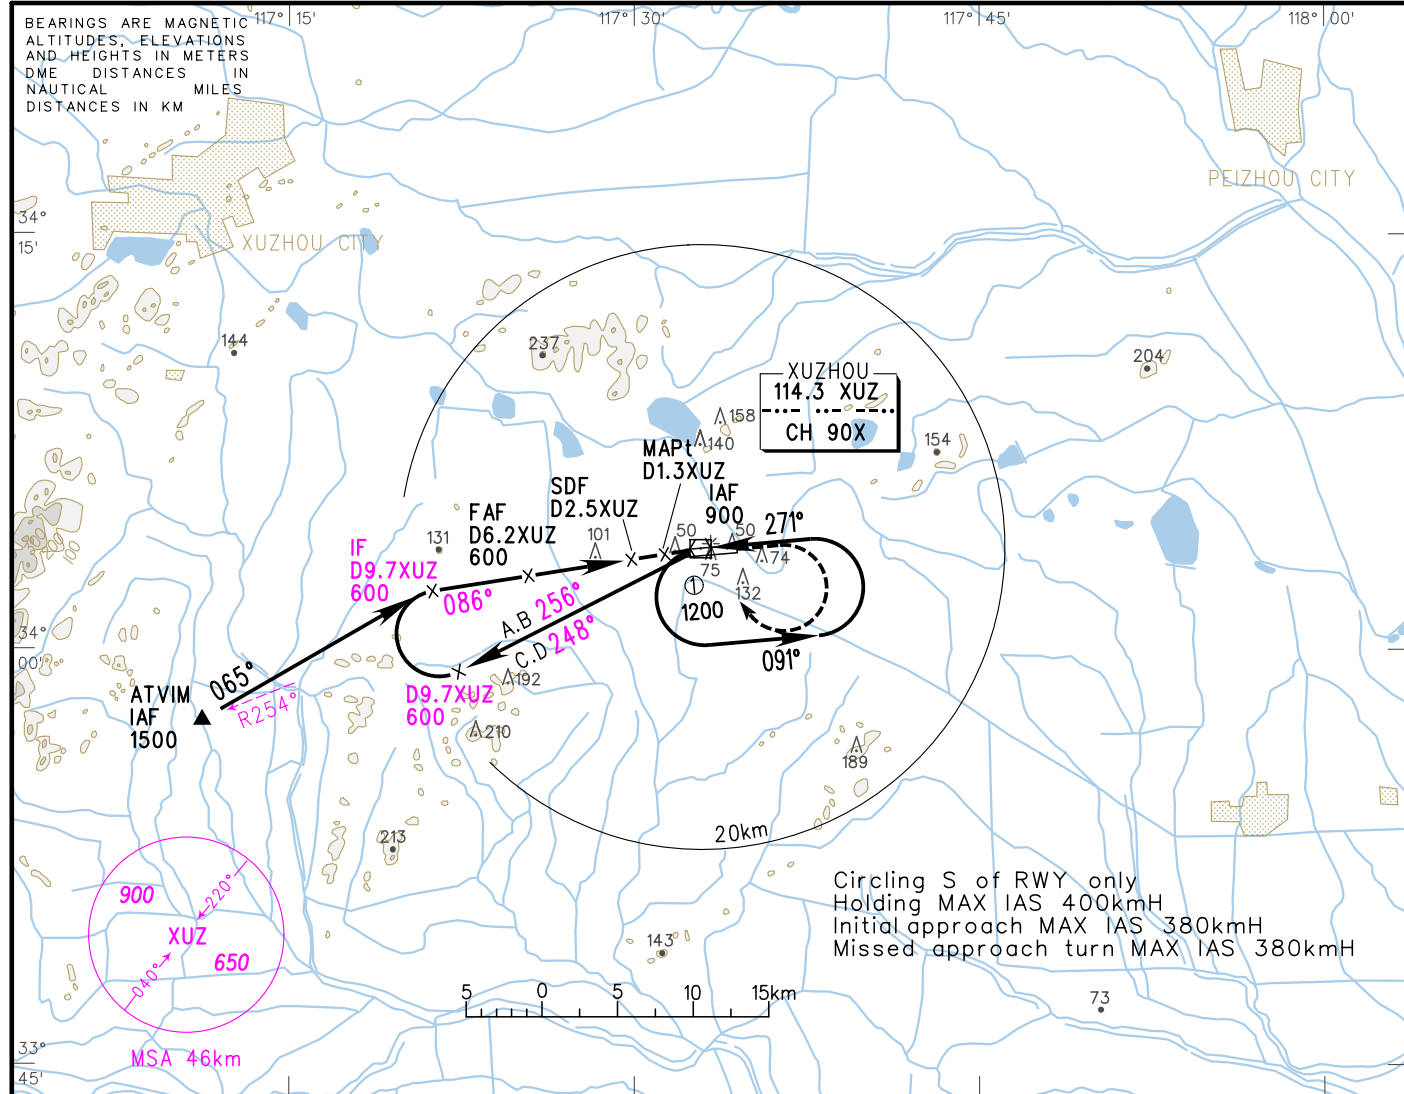 BEARINGS ARE MAGNETIC
ALTITUDES, ELEVATIONS
AND HEIGHTS IN METERS
DME DISTANCES IN
NAUTICAL MILES
DISTANCES IN KM
117° 15'
117° 30'
117° 45'
118° 00'
PEIZHOU CITY
34°
15'
XUZHOU CITY
144
237
204
XUZHOU
114.3 XUZ
CH 90X
158
140
154
MAPt
D1.3XUZ
SDF
D2.5XUZ
IAF
900
271°
FAF
D6.2XUZ
600
131
101
50
50
74
75
132
IF
D9.7XUZ
600
086°
A.B 256°
C.D 248°
1
1200
091°
34°
00'
065°
R254°
ATVIM
IAF
1500
D9.7XUZ
600
192
210
189
213
20km
900
220°
XUZ
650
040°
MSA 46km
Circling S of RWY only
Holding MAX IAS 400kmH
Initial approach MAX IAS 380kmH
Missed approach turn MAX IAS 380kmH
143
5 0 5 10 15km
73
33°
45'